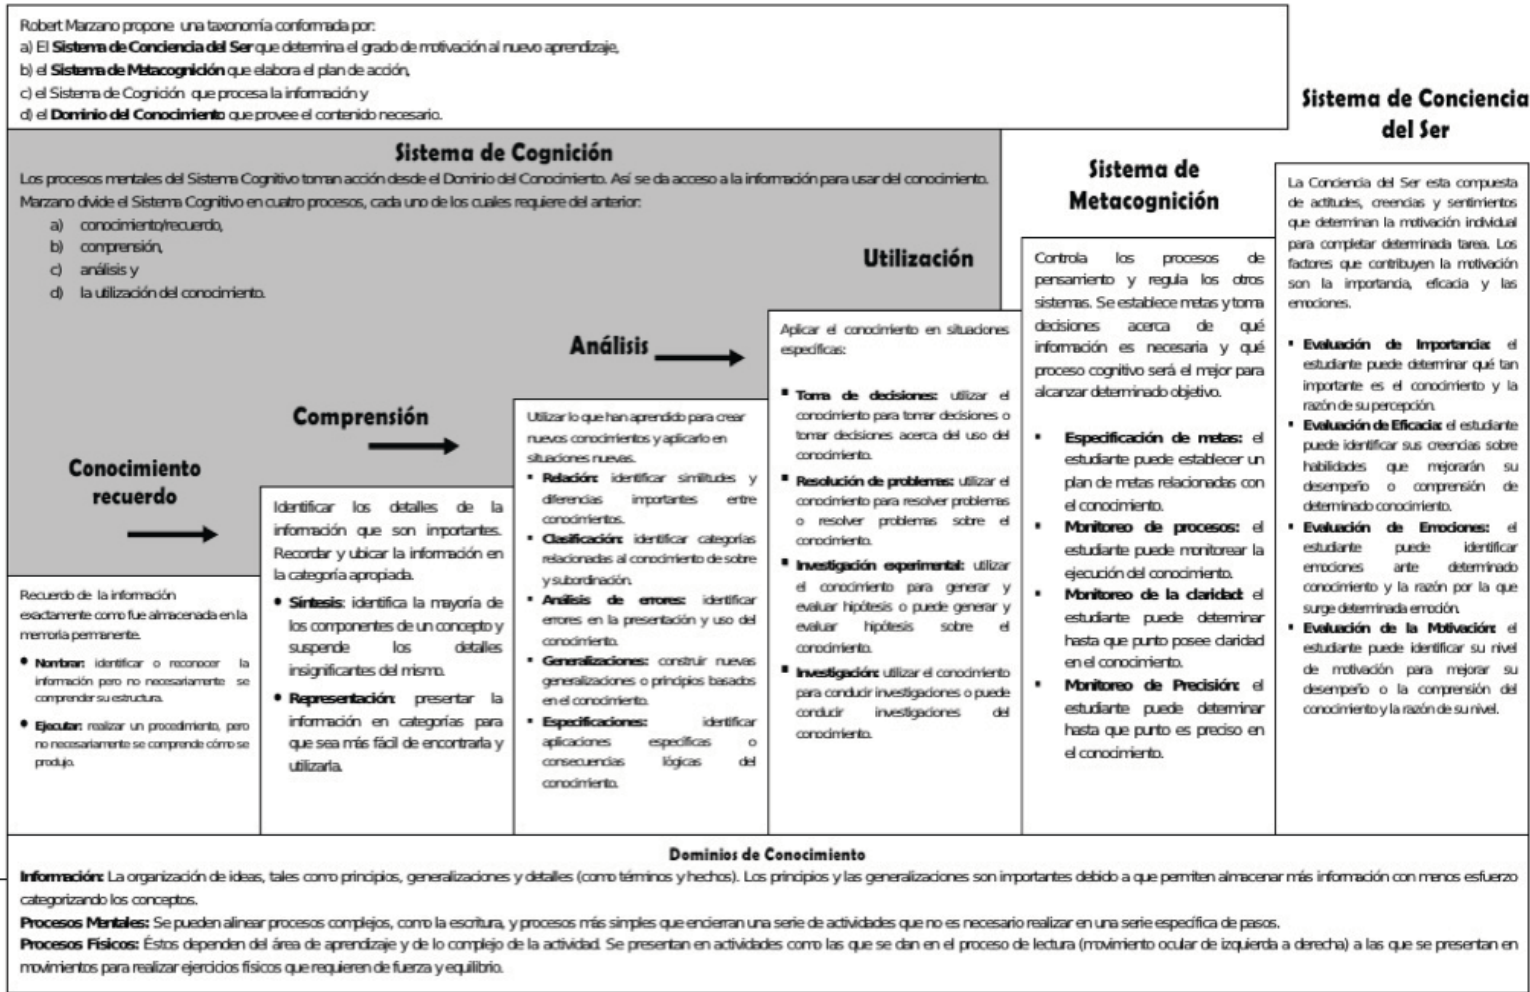 Robert Marzano propone una taxonomía conformada por:
a) El Sistema de Conciencia del Ser que determina el grado de motivación al nuevo aprendizaje,
b) el Sistema de Metacognición que elabora el plan de acción,
c) el Sistema de Cognición que procesa la información y
d) el Dominio del Conocimiento que provee el contenido necesario.
Sistema de Cognición
Los procesos mentales del Sistema Cognitivo toman acción desde el Dominio del Conocimiento. Así se da acceso a la información para usar del conocimiento.
Marzano divide el Sistema Cognitivo en cuatro procesos, cada uno de los cuales requiere del anterior:
a) conocimiento/recuerdo,
b) comprensión,
c) análisis y
d) la utilización del conocimiento.
Conocimiento
recuerdo
Recuerdo de la información
exactamente como fue almacenada en la
memoria permanente.
• Nombrar: identificar o reconocer la
información pero no necesariamente se
comprender su estructura.
• Ejecutar: realizar un procedimiento, pero
no necesariamente se comprende cómo se
produjo.
Comprensión
Identificar los detalles de la
información que son importantes.
Recordar y ubicar la información en
la categoría apropiada.
• Síntesis: identifica la mayoría de
los componentes de un concepto y
suspende los detalles
insignificantes del mismo.
• Representación: presentar la
información en categorías para
que sea más fácil de encontrarla y
utilizarla.
Análisis
Utilizar lo que han aprendido para crear
nuevos conocimientos y aplicarlo en
situaciones nuevas.
▪ Relación: identificar similitudes y
diferencias importantes entre
conocimientos.
▪ Clasificación: identificar categorías
relacionadas al conocimiento de sobre
y subordinación.
▪ Análisis de errores: identificar
errores en la presentación y uso del
conocimiento.
▪ Generalizaciones: construir nuevas
generalizaciones o principios basados
en el conocimiento.
▪ Especificaciones: identificar
aplicaciones específicas o
consecuencias lógicas del
conocimiento.
Utilización
Aplicar el conocimiento en situaciones
específicas:
▪ Toma de decisiones: utilizar el
conocimiento para tomar decisiones o
tomar decisiones acerca del uso del
conocimiento.
▪ Resolución de problemas: utilizar el
conocimiento para resolver problemas
o resolver problemas sobre el
conocimiento.
▪ Investigación experimental: utilizar
el conocimiento para generar y
evaluar hipótesis o puede generar y
evaluar hipótesis sobre el
conocimiento.
▪ Investigación: utilizar el conocimiento
para conducir investigaciones o puede
conducir investigaciones del
conocimiento.
Sistema de
Metacognición
Controla los procesos de
pensamiento y regula los otros
sistemas. Se establece metas y toma
decisiones acerca de qué
información es necesaria y qué
proceso cognitivo será el mejor para
alcanzar determinado objetivo.
▪ Especificación de metas: el
estudiante puede establecer un
plan de metas relacionadas con
el conocimiento.
▪ Monitoreo de procesos: el
estudiante puede monitorear la
ejecución del conocimiento.
▪ Monitoreo de la claridad: el
estudiante puede determinar
hasta que punto posee claridad
en el conocimiento.
▪ Monitoreo de Precisión: el
estudiante puede determinar
hasta que punto es preciso en
el conocimiento.
Sistema de Conciencia
del Ser
La Conciencia del Ser esta compuesta
de actitudes, creencias y sentimientos
que determinan la motivación individual
para completar determinada tarea. Los
factores que contribuyen la motivación
son la importancia, eficacia y las
emociones.
▪ Evaluación de Importancia: el
estudiante puede determinar qué tan
importante es el conocimiento y la
razón de su percepción.
▪ Evaluación de Eficacia: el estudiante
puede identificar sus creencias sobre
habilidades que mejorarán su
desempeño o comprensión de
determinado conocimiento.
▪ Evaluación de Emociones: el
estudiante puede identificar
emociones ante determinado
conocimiento y la razón por la que
surge determinada emoción.
▪ Evaluación de la Motivación: el
estudiante puede identificar su nivel
de motivación para mejorar su
desempeño o la comprensión del
conocimiento y la razón de su nivel.
Dominios de Conocimiento
Información: La organización de ideas, tales como principios, generalizaciones y detalles (como términos y hechos). Los principios y las generalizaciones son importantes debido a que permiten almacenar más información con menos esfuerzo
categorizando los conceptos.
Procesos Mentales: Se pueden alinear procesos complejos, como la escritura, y procesos más simples que encierran una serie de actividades que no es necesario realizar en una serie específica de pasos.
Procesos Físicos: Éstos dependen del área de aprendizaje y de lo complejo de la actividad. Se presentan en actividades como las que se dan en el proceso de lectura (movimiento ocular de izquierda a derecha) a las que se presentan en
movimientos para realizar ejercicios físicos que requieren de fuerza y equilibrio.